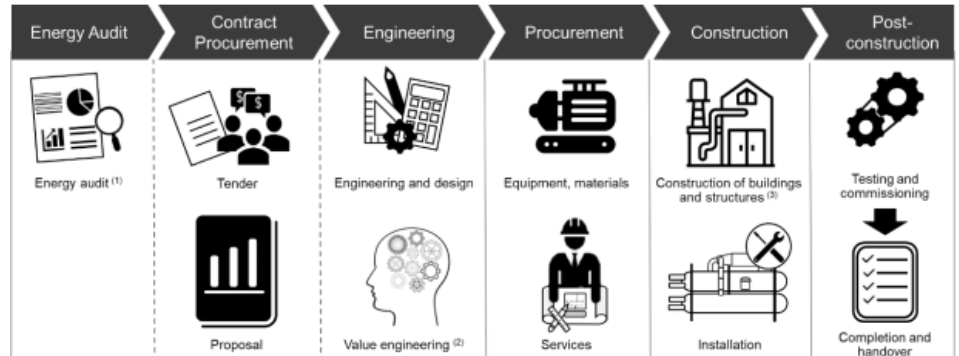 Energy Audit
Contract
Procurement
Engineering
Procurement
Construction
Post-
construction
$
$
Energy audit (1)
Tender
Engineering and design
Equipment, materials
Construction of buildings
and structures (3)
Testing and
commissioning
Proposal
Value engineering (2)
Services
Installation
Completion and
handover